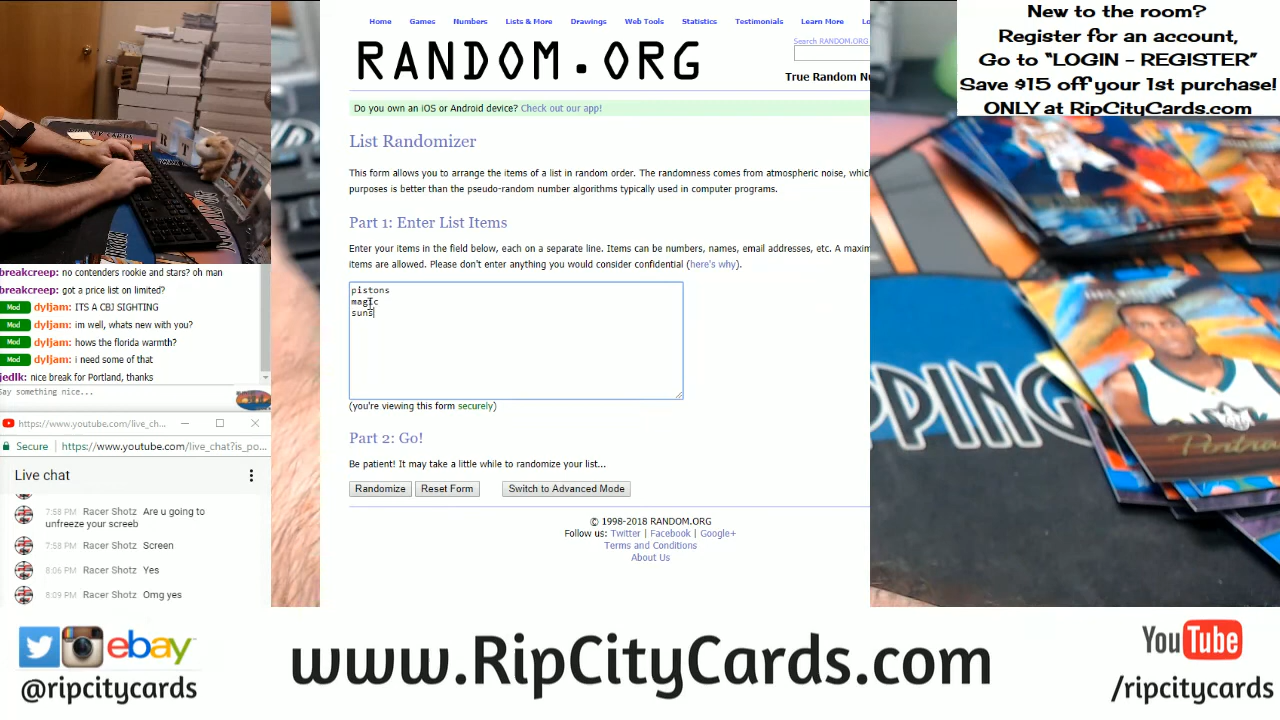 New to the room?
Register for an account,
Go to "LOGIN - REGISTER"
Save $15 off your 1st purchase!
ONLY at RipCityCards.com
Home Games Numbers Lists & More Drawings Web Tools Statistics Testimonials Learn More
RANDOM.ORG
Search RANDOM.ORG
True Random
Do you own an iOS or Android device? Check out our app!
List Randomizer
This form allows you to arrange the items of a list in random order. The randomness comes from atmospheric noise,
purposes is better than the pseudo-random number algorithms typically used in computer programs.
Part 1: Enter List Items
Enter your items in the field below, each on a separate line. Items can be numbers, names, email addresses, etc. A
items are allowed. Please don't enter anything you would consider confidential (here's why).
pistons
magic
suns
(you're viewing this form securely)
Part 2: Go!
Be patient! It may take a little while to randomize your list...
Randomize Reset Form Switch to Advanced Mode
© 1998-2018 RANDOM.ORG
Follow us: Twitter | Facebook | Google+
Terms and Conditions
About Us
breakcreep: no contenders rookie and stars? oh man
breakcreep: got a price list on limited?
Mod dyljam: ITS A CBJ SIGHTING
Mod dyljam: im well, whats new with you?
Mod dyljam: hows the florida warmth?
Mod dyljam: i need some of that
jedlk: nice break for Portland, thanks
Say something nice...
https://www.youtube.com/live_ch...
Secure https://www.youtube.com/live_chat?is_po...
Live chat
7:58 PM Racer Shotz Are u going to
unfreeze your screeb
7:58 PM Racer Shotz Screen
8:06 PM Racer Shotz Yes
8:09 PM Racer Shotz Omg yes
PPING
ebay
@ripcitycards
www.RipCityCards.com
YouTube
/ripcitycards